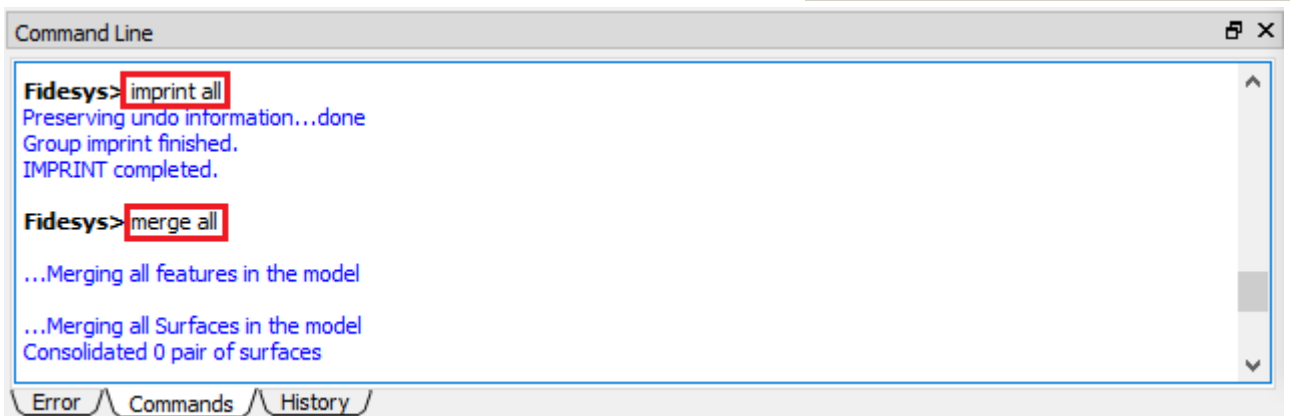 Command Line
Fidesys> imprint all
Preserving undo information...done
Group imprint finished.
IMPRINT completed.
Fidesys> merge all
...Merging all features in the model
...Merging all Surfaces in the model
Consolidated 0 pair of surfaces
Error Commands History